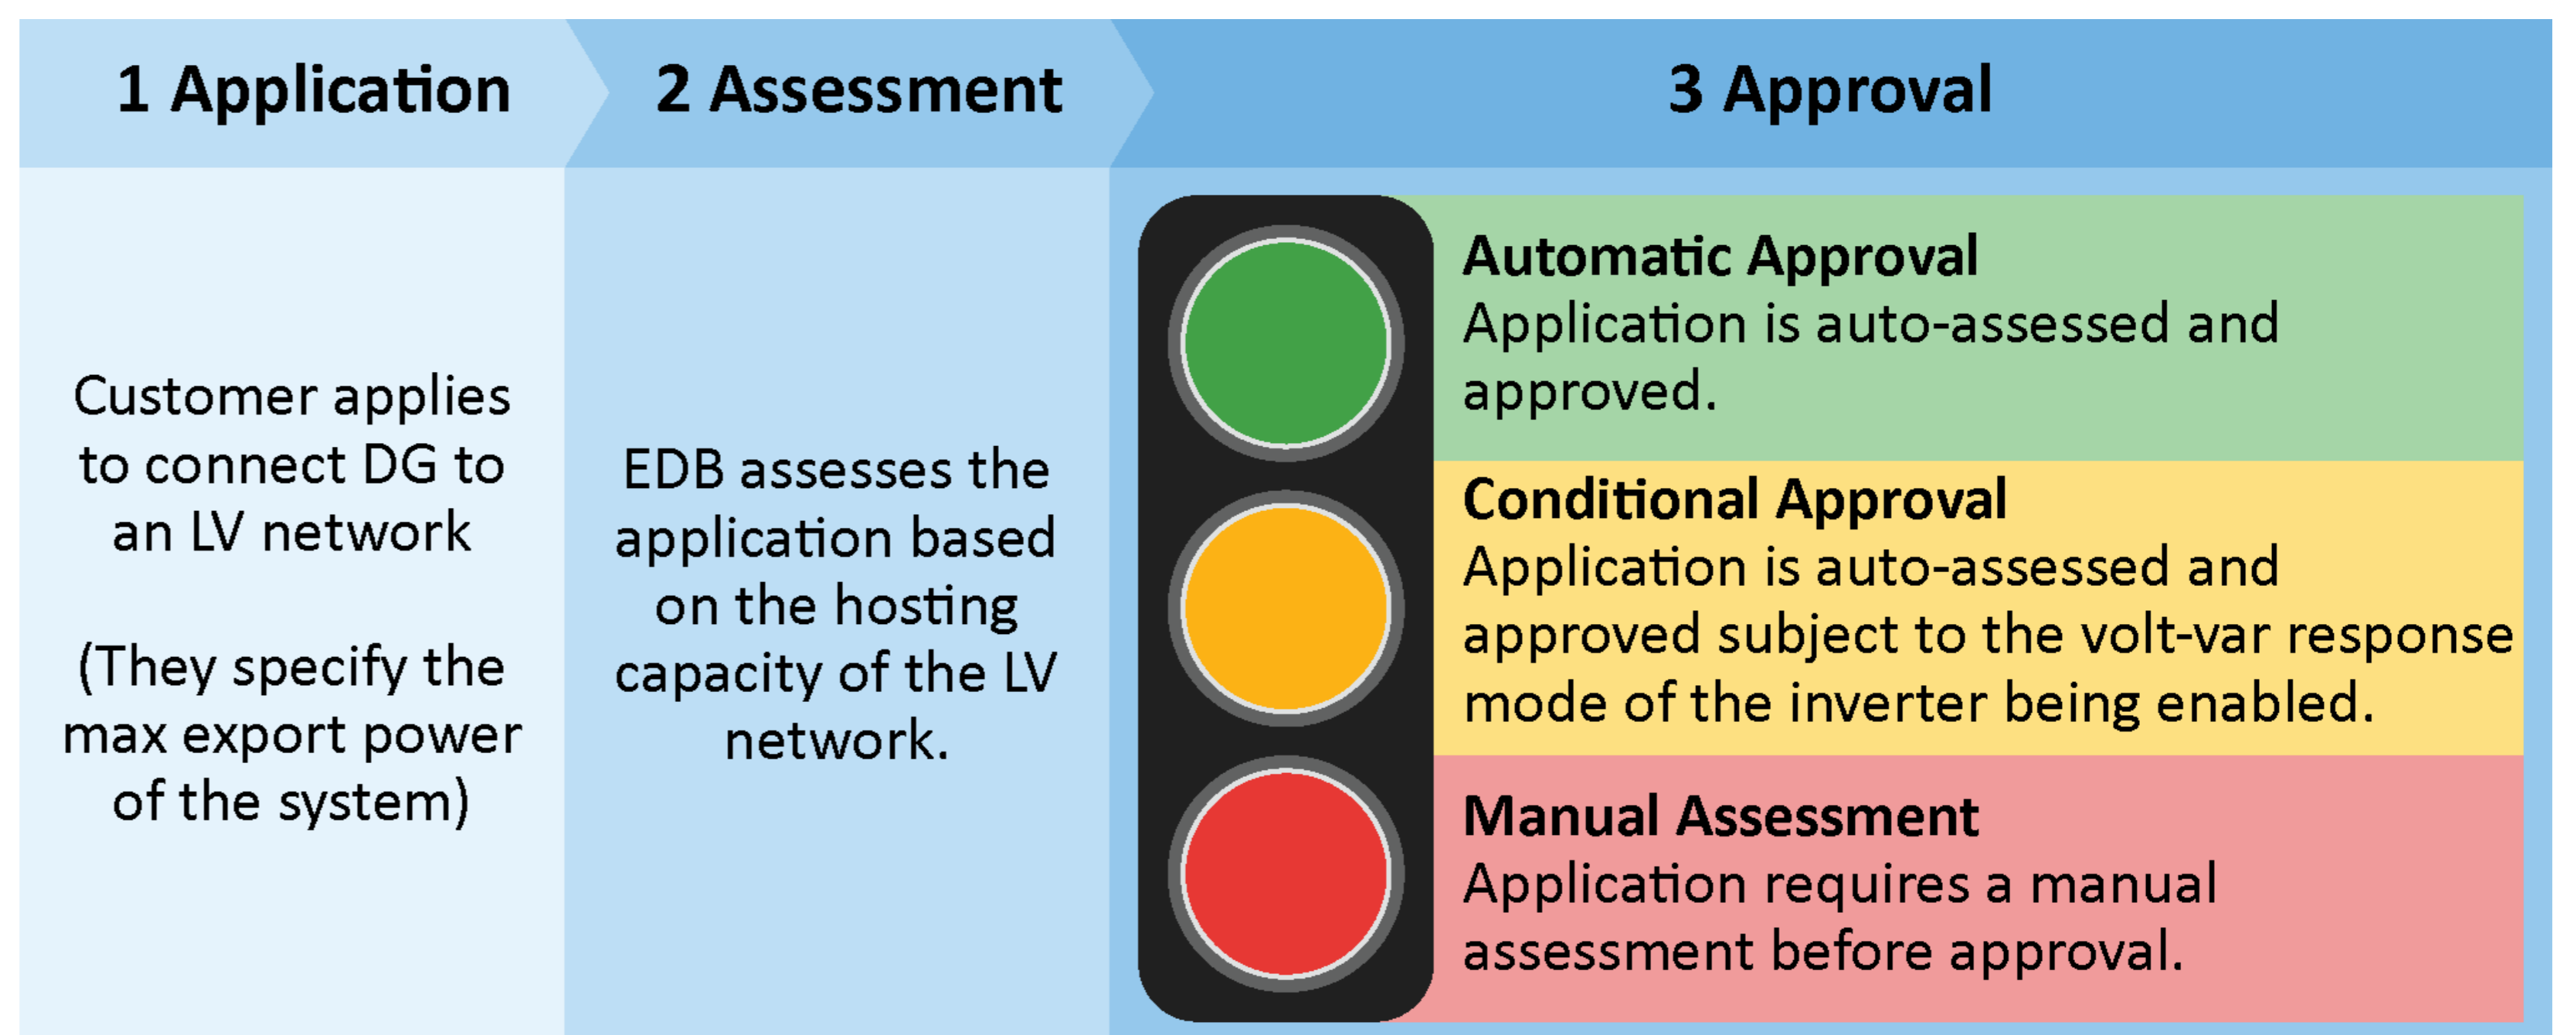 1 Application
2 Assessment
3 Approval
Customer applies
to connect DG to
an LV network
(They specify the
max export power
of the system)
EDB assesses the
application based
on the hosting
capacity of the LV
network.
Automatic Approval
Application is auto-assessed and
approved.
Conditional Approval
Application is auto-assessed and
approved subject to the volt-var response
mode of the inverter being enabled.
Manual Assessment
Application requires a manual
assessment before approval.